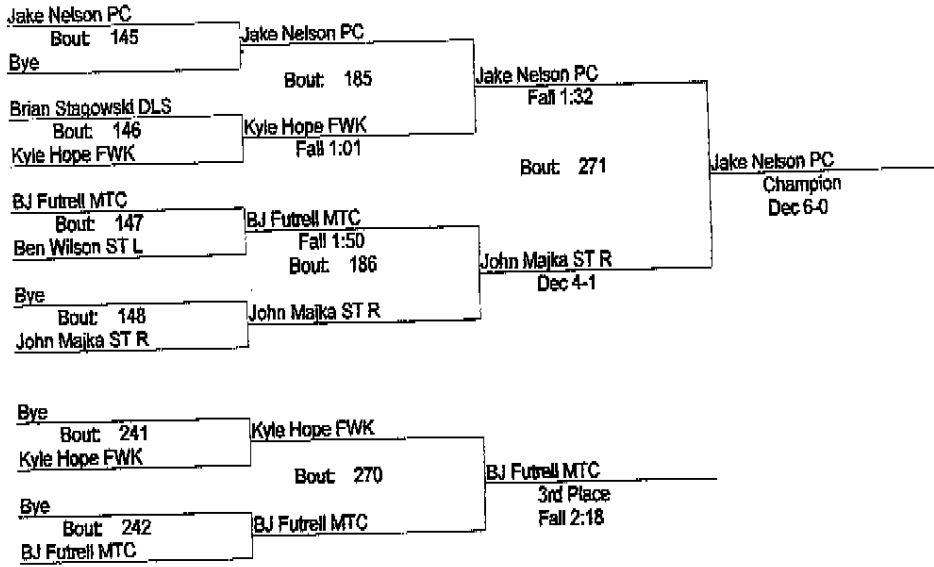 Jake Nelson PC
Bout: 145
Bye
Jake Nelson PC
Bout: 185
Brian Stagowski DLS
Bout: 146
Kyle Hope FWK
Kyle Hope FWK
Fall 1:01
Jake Nelson PC
Fall 1:32
Bout: 271
BJ Futrell MTC
Bout: 147
Ben Wilson ST L
BJ Futrell MTC
Fall 1:50
Bout: 186
Bye
Bout: 148
John Majka ST R
John Majka ST R
John Majka ST R
Dec 4-1
Jake Nelson PC
Champion
Dec 6-0
Bye
Bout: 241
Kyle Hope FWK
Kyle Hope FWK
Bout: 270
Bye
Bout: 242
BJ Futrell MTC
BJ Futrell MTC
BJ Futrell MTC
3rd Place
Fall 2:18